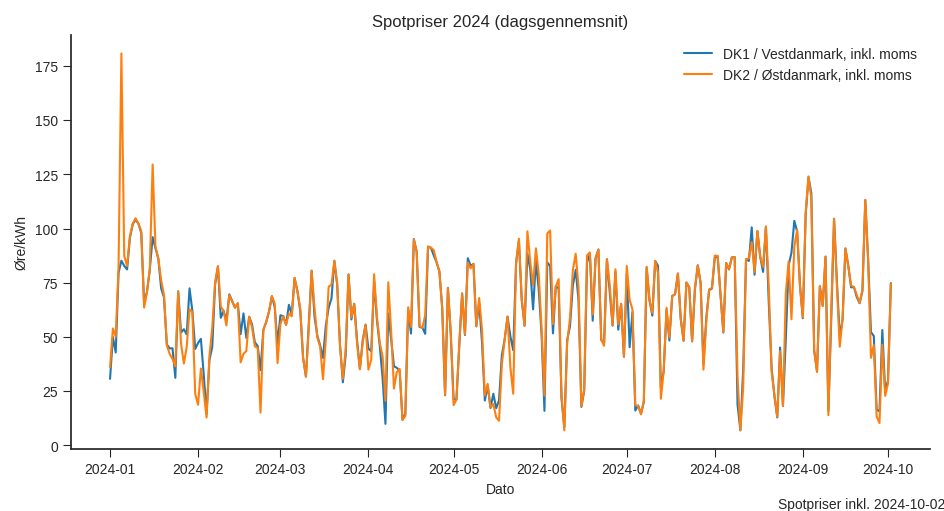 Spotpriser 2024 (dagsgennemsnit)
DK1 / Vestdanmark, inkl. moms
DK2 / Østdanmark, inkl. moms
Øre/kWh
175
150
125
100
75
50
25
0
2024-01 2024-02 2024-03 2024-04 2024-05 2024-06 2024-07 2024-08 2024-09 2024-10
Dato
Spotpriser inkl. 2024-10-02